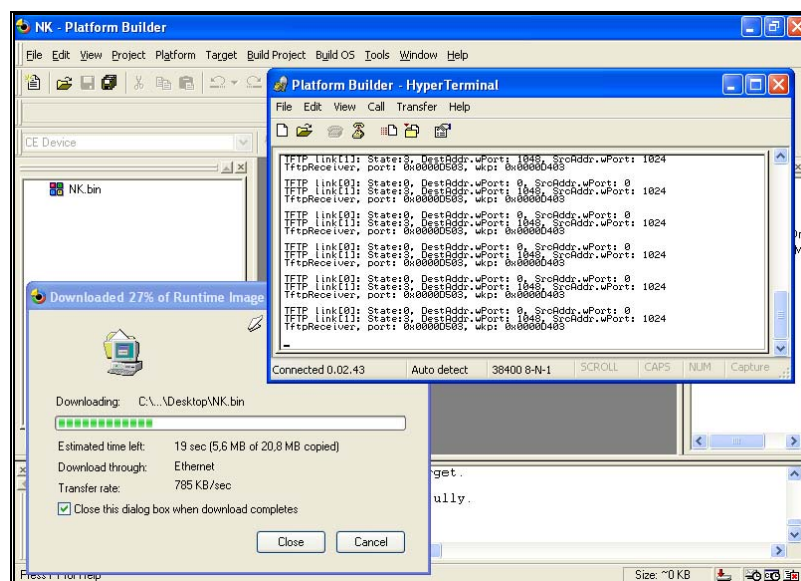 NK - Platform Builder
File Edit View Project Platform Target Build Project Build OS Tools Window Help
CE Device
NK.bin
Platform Builder - HyperTerminal
File Edit View Call Transfer Help
TFTP link[1]: State:3, DestAddr.wPort: 1048, SrcAddr.wPort: 1024
TftpReceiver, port: 0x0000D503, wkp: 0x0000D403
TFTP link[0]: State:0, DestAddr.wPort: 0, SrcAddr.wPort: 0
TFTP link[1]: State:3, DestAddr.wPort: 1048, SrcAddr.wPort: 1024
TftpReceiver, port: 0x0000D503, wkp: 0x0000D403
TFTP link[0]: State:0, DestAddr.wPort: 0, SrcAddr.wPort: 0
TFTP link[1]: State:3, DestAddr.wPort: 1048, SrcAddr.wPort: 1024
TftpReceiver, port: 0x0000D503, wkp: 0x0000D403
TFTP link[0]: State:0, DestAddr.wPort: 0, SrcAddr.wPort: 0
TFTP link[1]: State:3, DestAddr.wPort: 1048, SrcAddr.wPort: 1024
TftpReceiver, port: 0x0000D503, wkp: 0x0000D403
TFTP link[0]: State:0, DestAddr.wPort: 0, SrcAddr.wPort: 0
TFTP link[1]: State:3, DestAddr.wPort: 1048, SrcAddr.wPort: 1024
TftpReceiver, port: 0x0000D503, wkp: 0x0000D403
TFTP link[0]: State:0, DestAddr.wPort: 0, SrcAddr.wPort: 0
TFTP link[1]: State:3, DestAddr.wPort: 1048, SrcAddr.wPort: 1024
TftpReceiver, port: 0x0000D503, wkp: 0x0000D403
Connected 0.02.43 Auto detect 38400 8-N-1 SCROLL CAPS NUM Capture
Downloaded 27% of Runtime Image
Downloading: C:\...\Desktop\NK.bin
Estimated time left: 19 sec (5,6 MB of 20,8 MB copied)
Download through: Ethernet
Transfer rate: 785 KB/sec
Close this dialog box when download completes
Close Cancel
get.
ully.
Size: ~0 KB